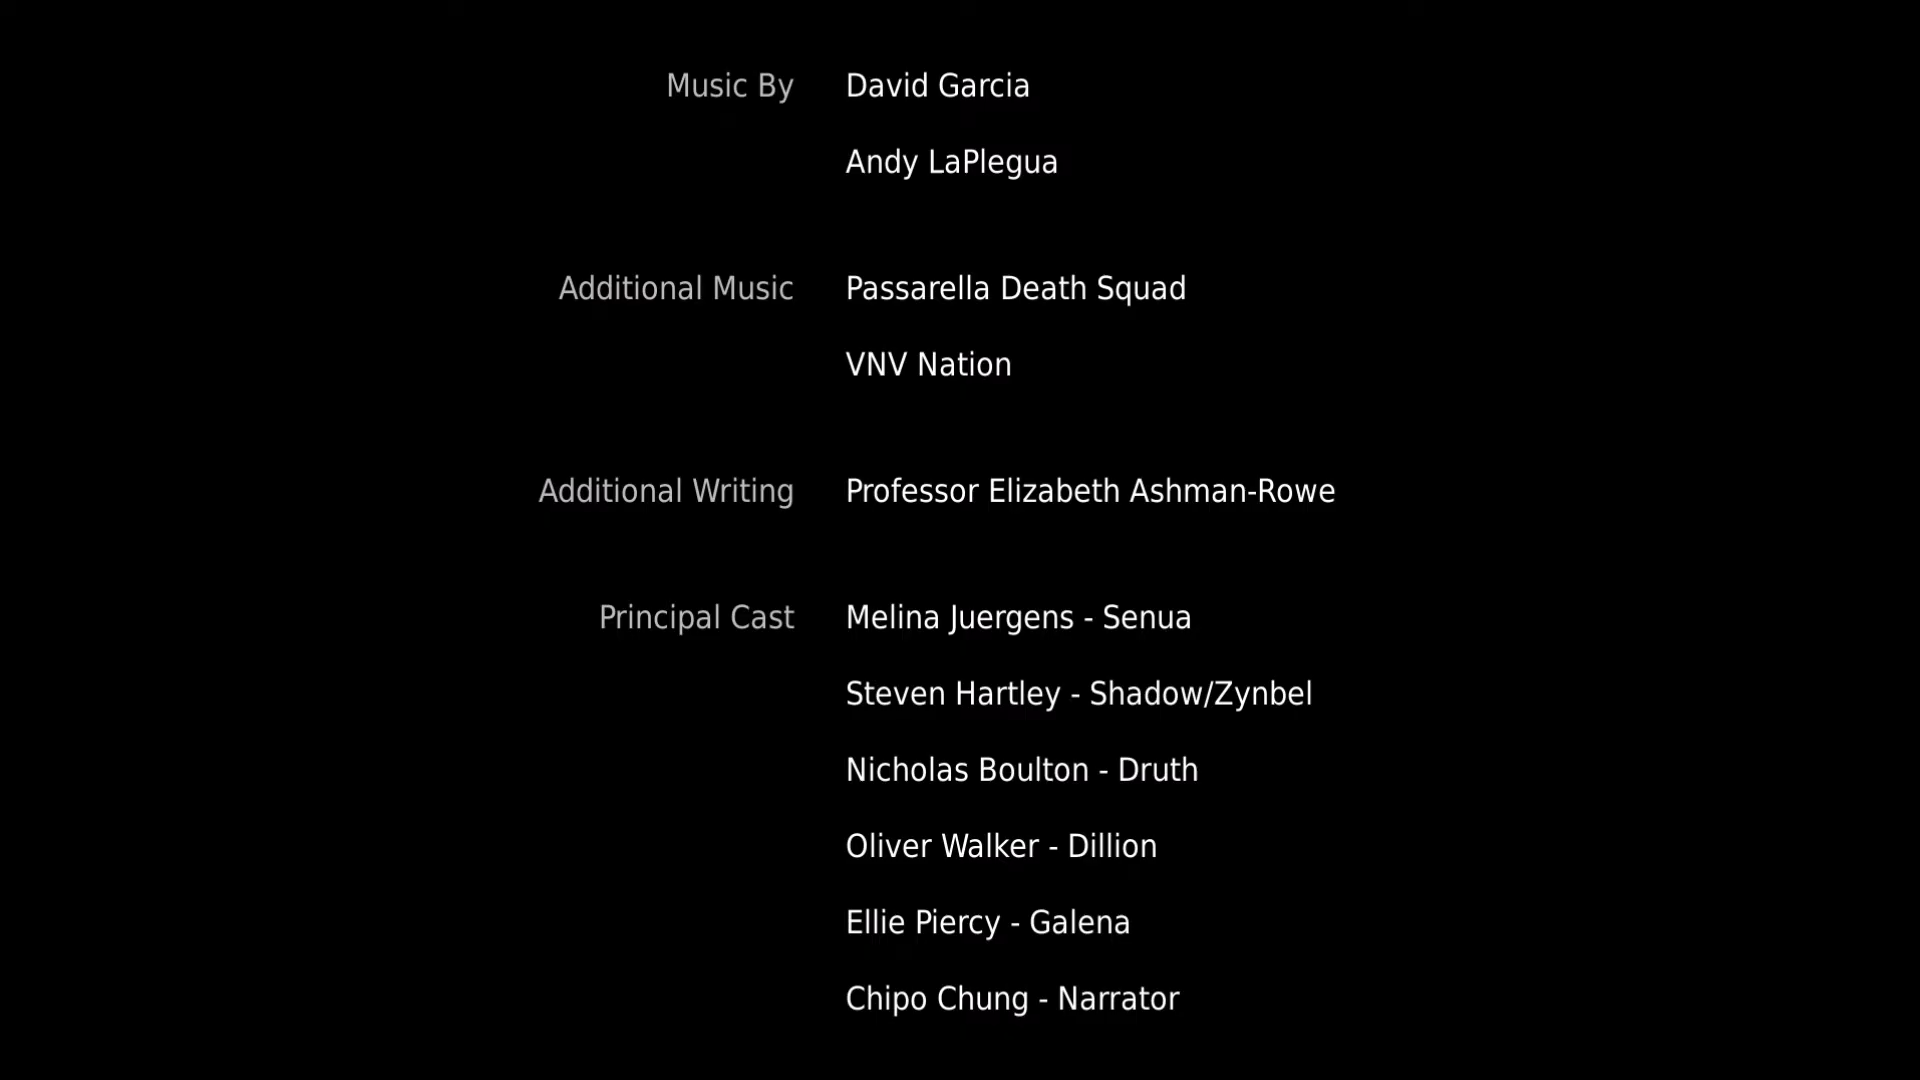 Music By David Garcia
Andy LaPlegua
Additional Music Passarella Death Squad
VNV Nation
Additional Writing Professor Elizabeth Ashman-Rowe
Principal Cast Melina Juergens - Senua
Steven Hartley - Shadow/Zynbel
Nicholas Boulton - Druth
Oliver Walker - Dillion
Ellie Piercy - Galena
Chipo Chung - Narrator